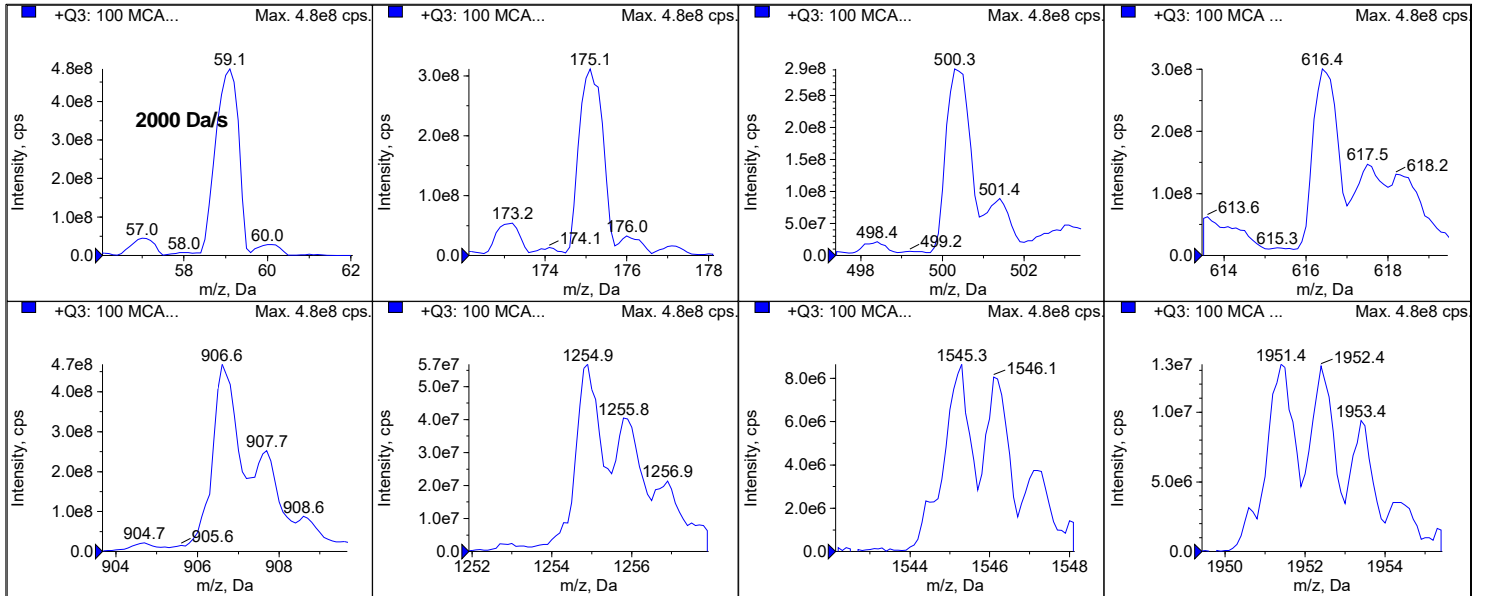 +Q3: 100 MCA... Max. 4.8e8 cps.
59.1
4.8e8
4.0e8
2000 Da/s
3.0e8
2.0e8
1.0e8
57.0 58.0 60.0
0.0
58 60 62
m/z, Da
Intensity, cps
+Q3: 100 MCA... Max. 4.8e8 cps.
175.1
3.0e8
2.0e8
1.0e8
173.2 174.1 176.0
0.0
174 176 178
m/z, Da
Intensity, cps
+Q3: 100 MCA ... Max. 4.8e8 cps.
500.3
2.9e8
2.5e8
2.0e8
1.5e8
1.0e8
501.4
5.0e7
498.4 499.2
0.0
498 500 502
m/z, Da
Intensity, cps
+Q3: 100 MCA ... Max. 4.8e8 cps.
616.4
3.0e8
2.0e8
617.5 618.2
1.0e8
613.6 615.3
0.0
614 616 618
m/z, Da
Intensity, cps
+Q3: 100 MCA... Max. 4.8e8 cps.
906.6
4.7e8
4.0e8
3.0e8
907.7
2.0e8
1.0e8
908.6
904.7 905.6
0.0
904 906 908
m/z, Da
Intensity, cps
+Q3: 100 MCA... Max. 4.8e8 cps.
1254.9
5.7e7
5.0e7
1255.8
4.0e7
3.0e7
1256.9
2.0e7
1.0e7
0.0
1252 1254 1256
m/z, Da
Intensity, cps
+Q3: 100 MCA ... Max. 4.8e8 cps.
1545.3
1546.1
8.0e6
6.0e6
4.0e6
2.0e6
0.0
1544 1546 1548
m/z, Da
Intensity, cps
+Q3: 100 MCA ... Max. 4.8e8 cps.
1951.4 1952.4
1.3e7
1953.4
1.0e7
5.0e6
0.0
1950 1952 1954
m/z, Da
Intensity, cps